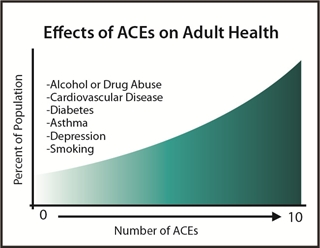 Effects of ACEs on Adult Health
Percent of Population
-Alcohol or Drug Abuse
-Cardiovascular Disease
-Diabetes
-Asthma
-Depression
-Smoking
0
10
Number of ACEs